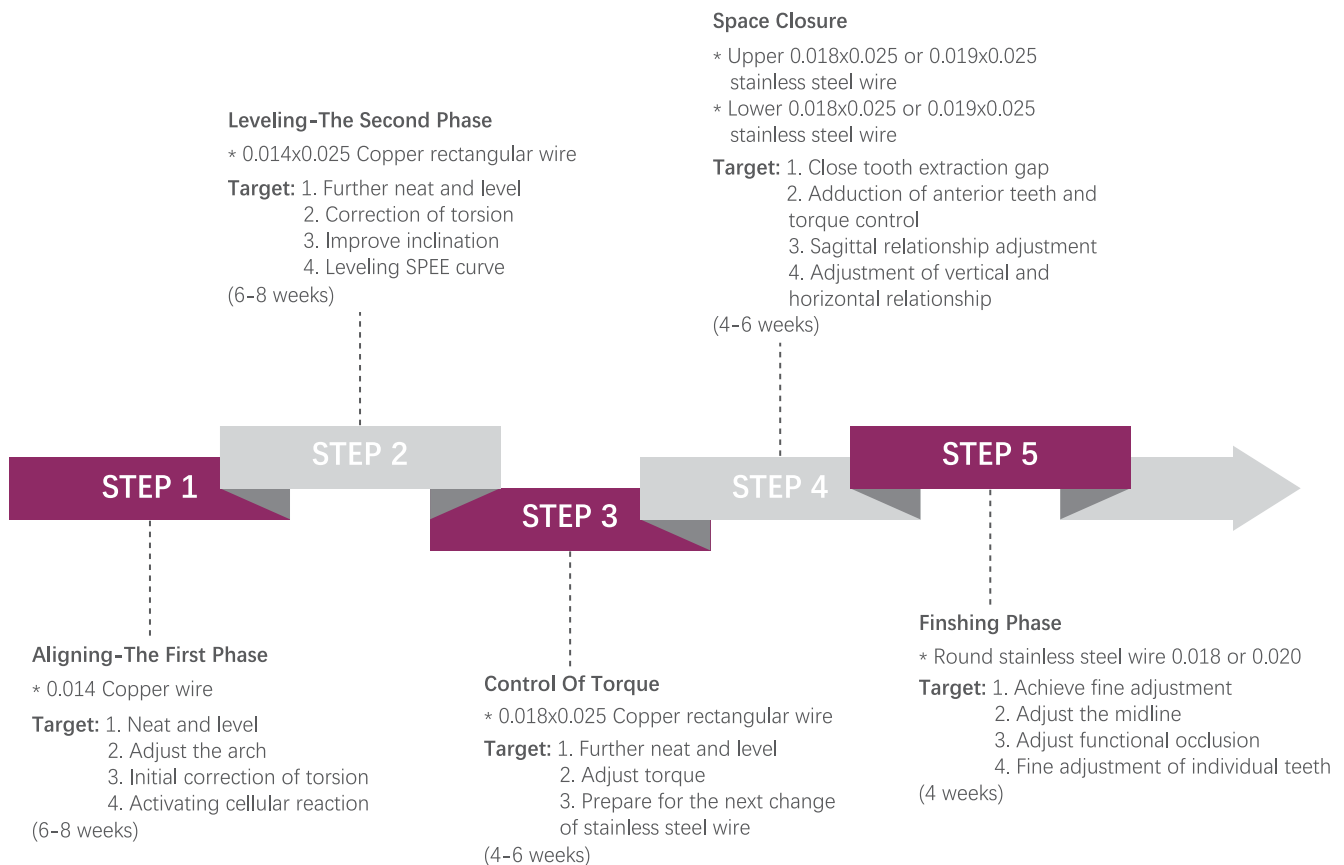 Space Closure
* Upper 0.018x0.025 or 0.019x0.025
stainless steel wire
* Lower 0.018x0.025 or 0.019x0.025
stainless steel wire
Target: 1. Close tooth extraction gap
2. Adduction of anterior teeth and
torque control
3. Sagittal relationship adjustment
4. Adjustment of vertical and
horizontal relationship
(4-6 weeks)
Leveling-The Second Phase
* 0.014x0.025 Copper rectangular wire
Target: 1. Further neat and level
2. Correction of torsion
3. Improve inclination
4. Leveling SPEE curve
(6-8 weeks)
STEP 1
STEP 2
STEP 3
STEP 4
STEP 5
Aligning-The First Phase
* 0.014 Copper wire
Target: 1. Neat and level
2. Adjust the arch
3. Initial correction of torsion
4. Activating cellular reaction
(6-8 weeks)
Control Of Torque
* 0.018x0.025 Copper rectangular wire
Target: 1. Further neat and level
2. Adjust torque
3. Prepare for the next change
of stainless steel wire
(4-6 weeks)
Finshing Phase
* Round stainless steel wire 0.018 or 0.020
Target: 1. Achieve fine adjustment
2. Adjust the midline
3. Adjust functional occlusion
4. Fine adjustment of individual teeth
(4 weeks)